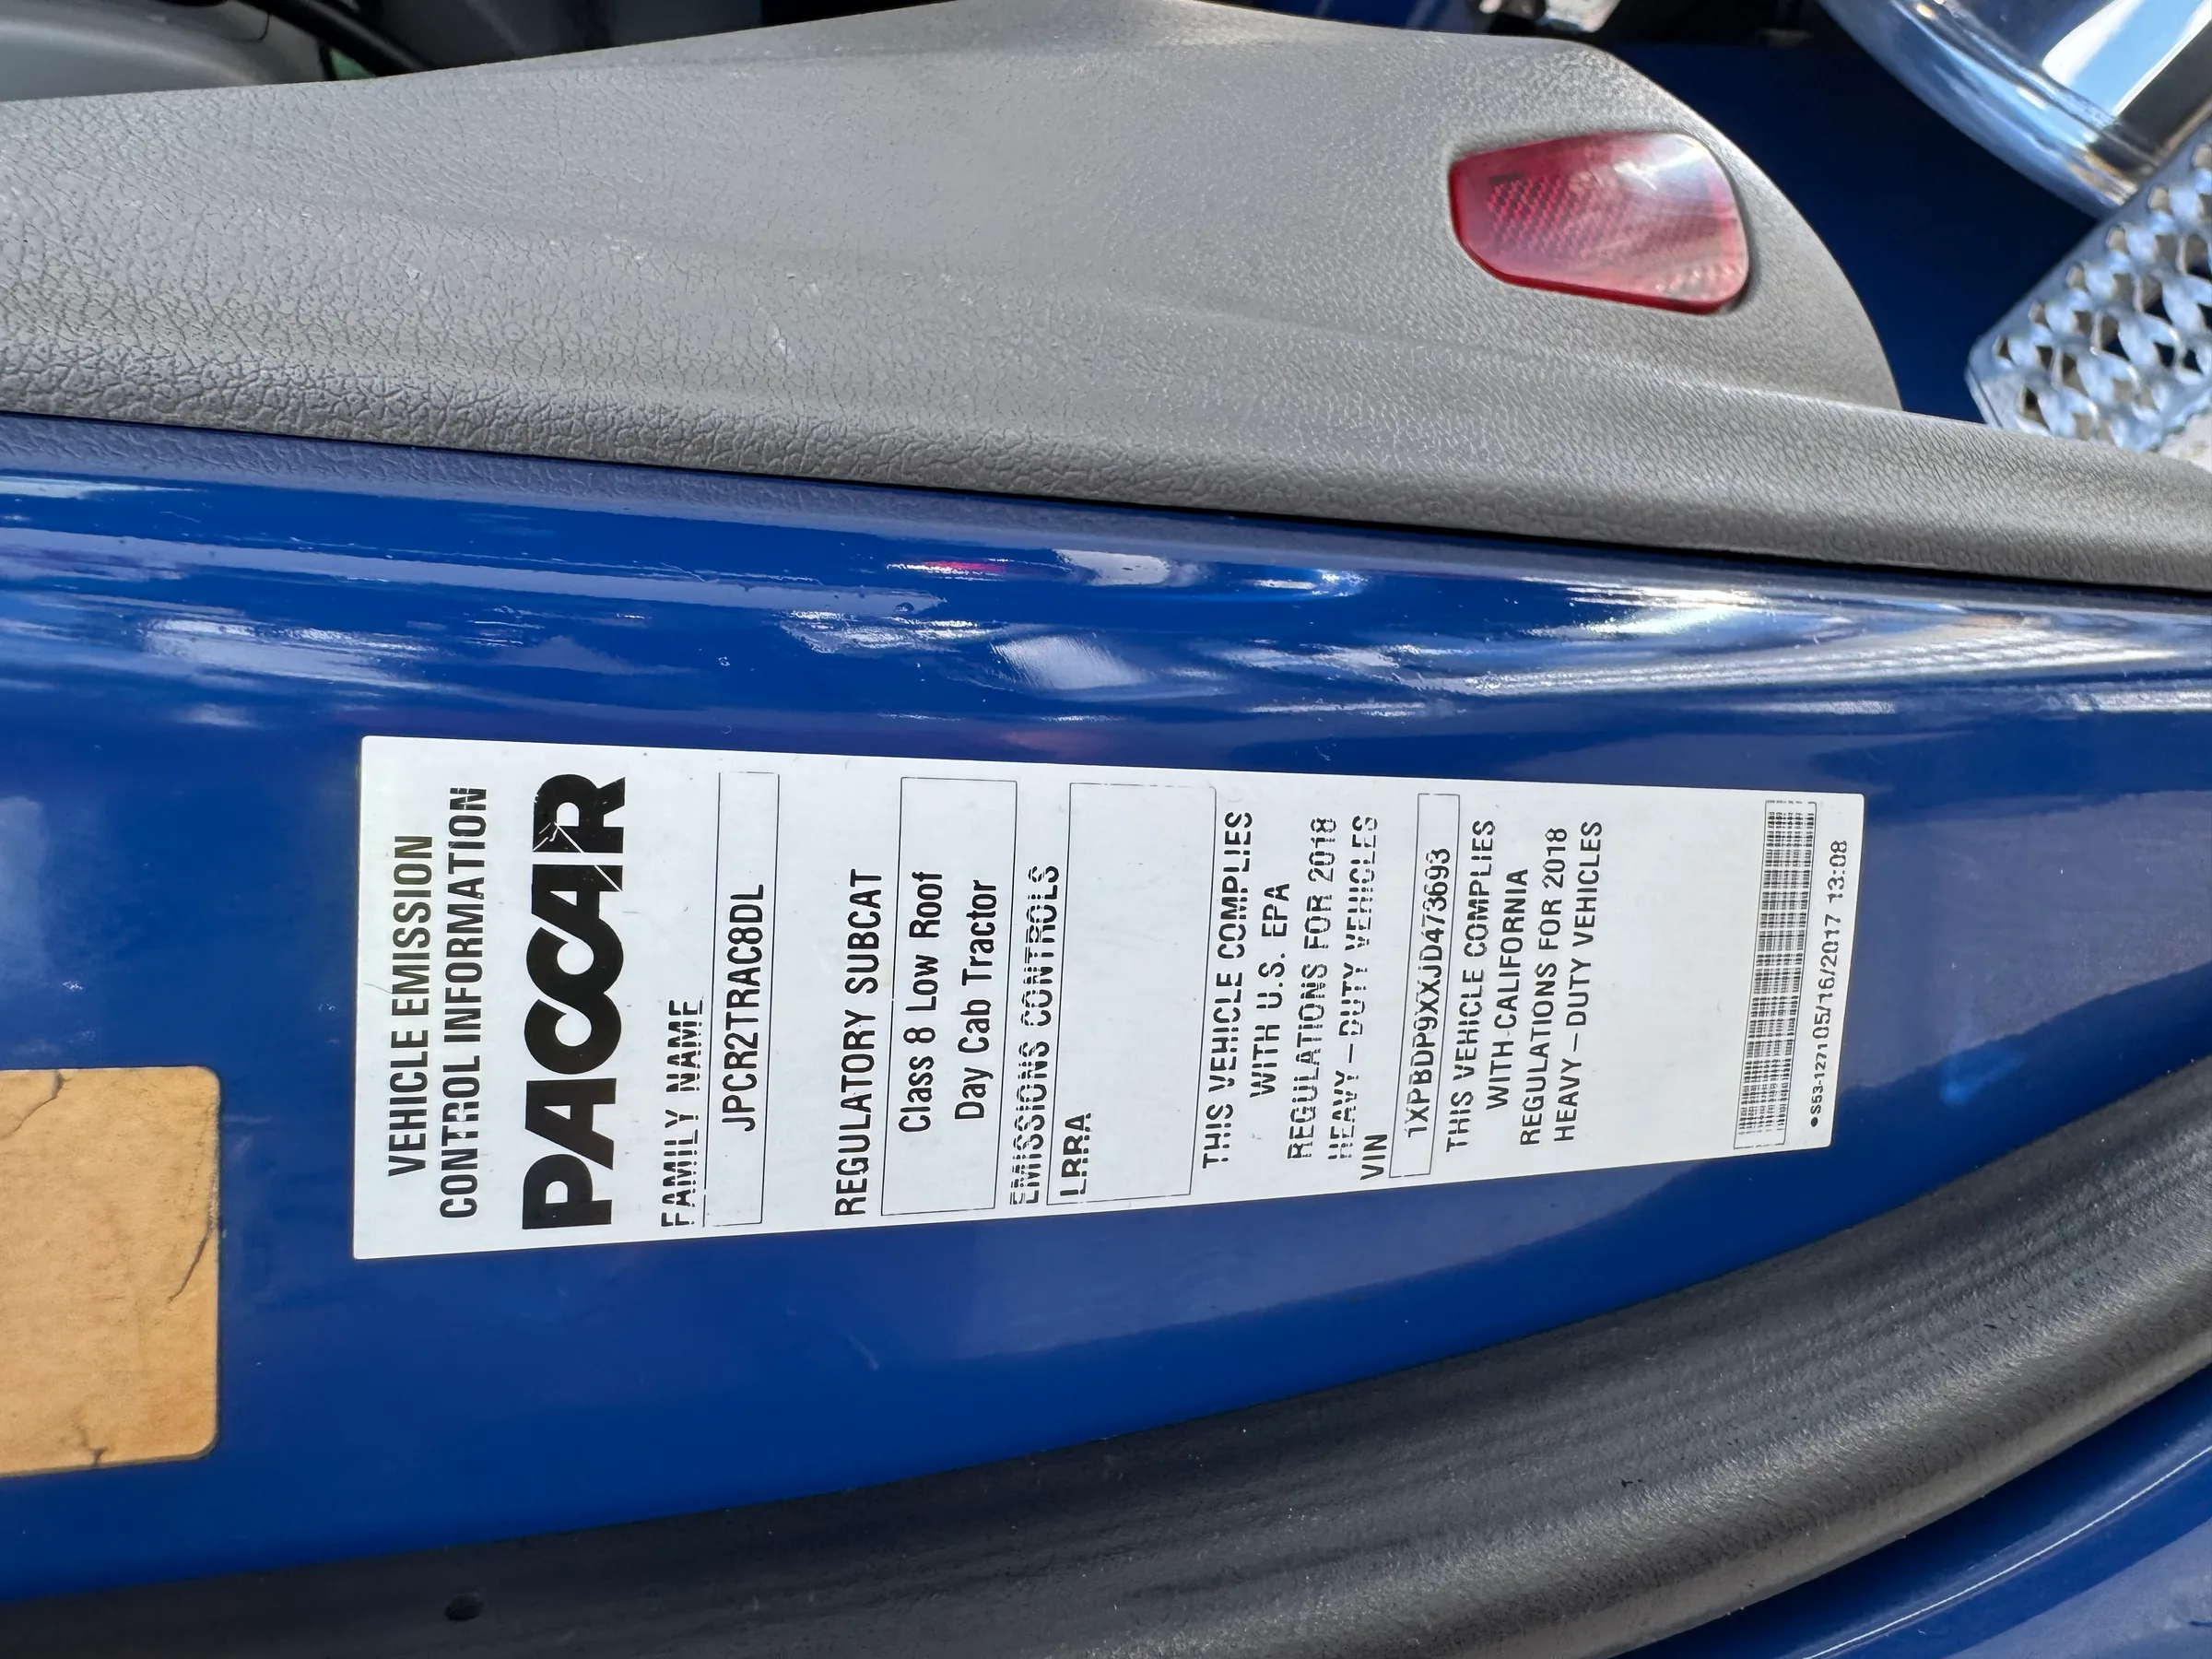 VEHICLE EMISSION
CONTROL INFORMATION
PACCAR
FAMILY NAME
JPCR2TRAC8DL
REGULATORY SUBCAT
Class 8 Low Roof
Day Cab Tractor
EMISSIONS CONTROLS
LRRA
THIS VEHICLE COMPLIES
WITH U.S. EPA
REGULATIONS FOR 2018
HEAVY-DUTY VEHICLES
VIN
1XPBDP9XXJD473693
THIS VEHICLE COMPLIES
WITH CALIFORNIA
REGULATIONS FOR 2018
HEAVY-DUTY VEHICLES
•S53-1271 05/16/2017 13:08